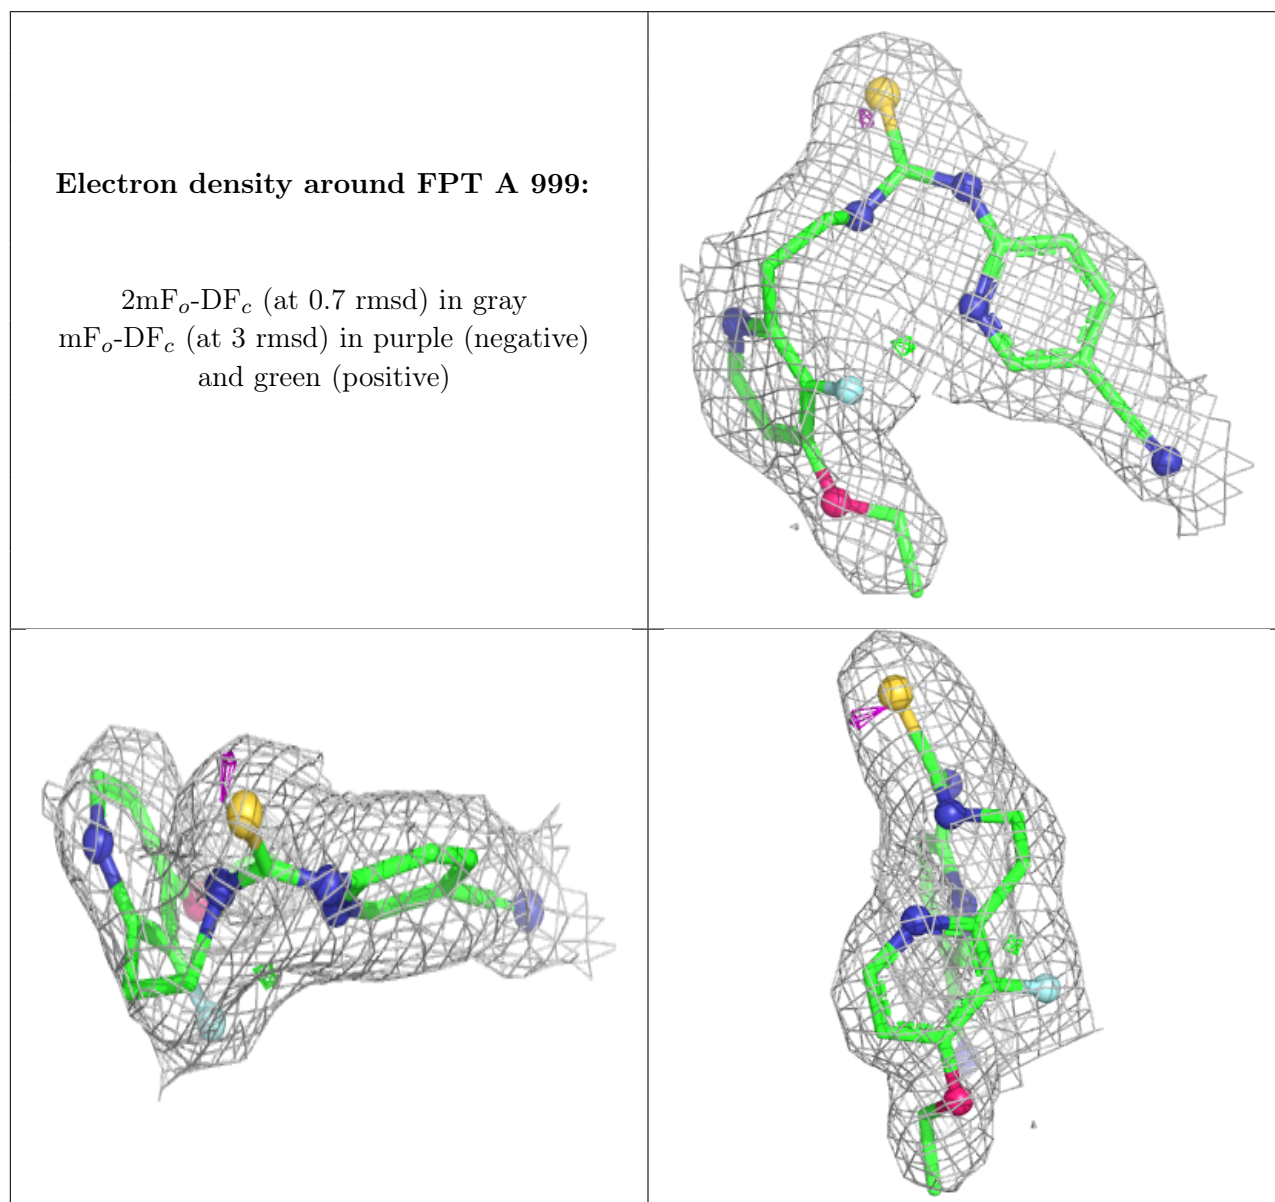 Electron density around FPT A 999:
2mFo-DFc (at 0.7 rmsd) in gray
mFo-DFc (at 3 rmsd) in purple (negative)
and green (positive)